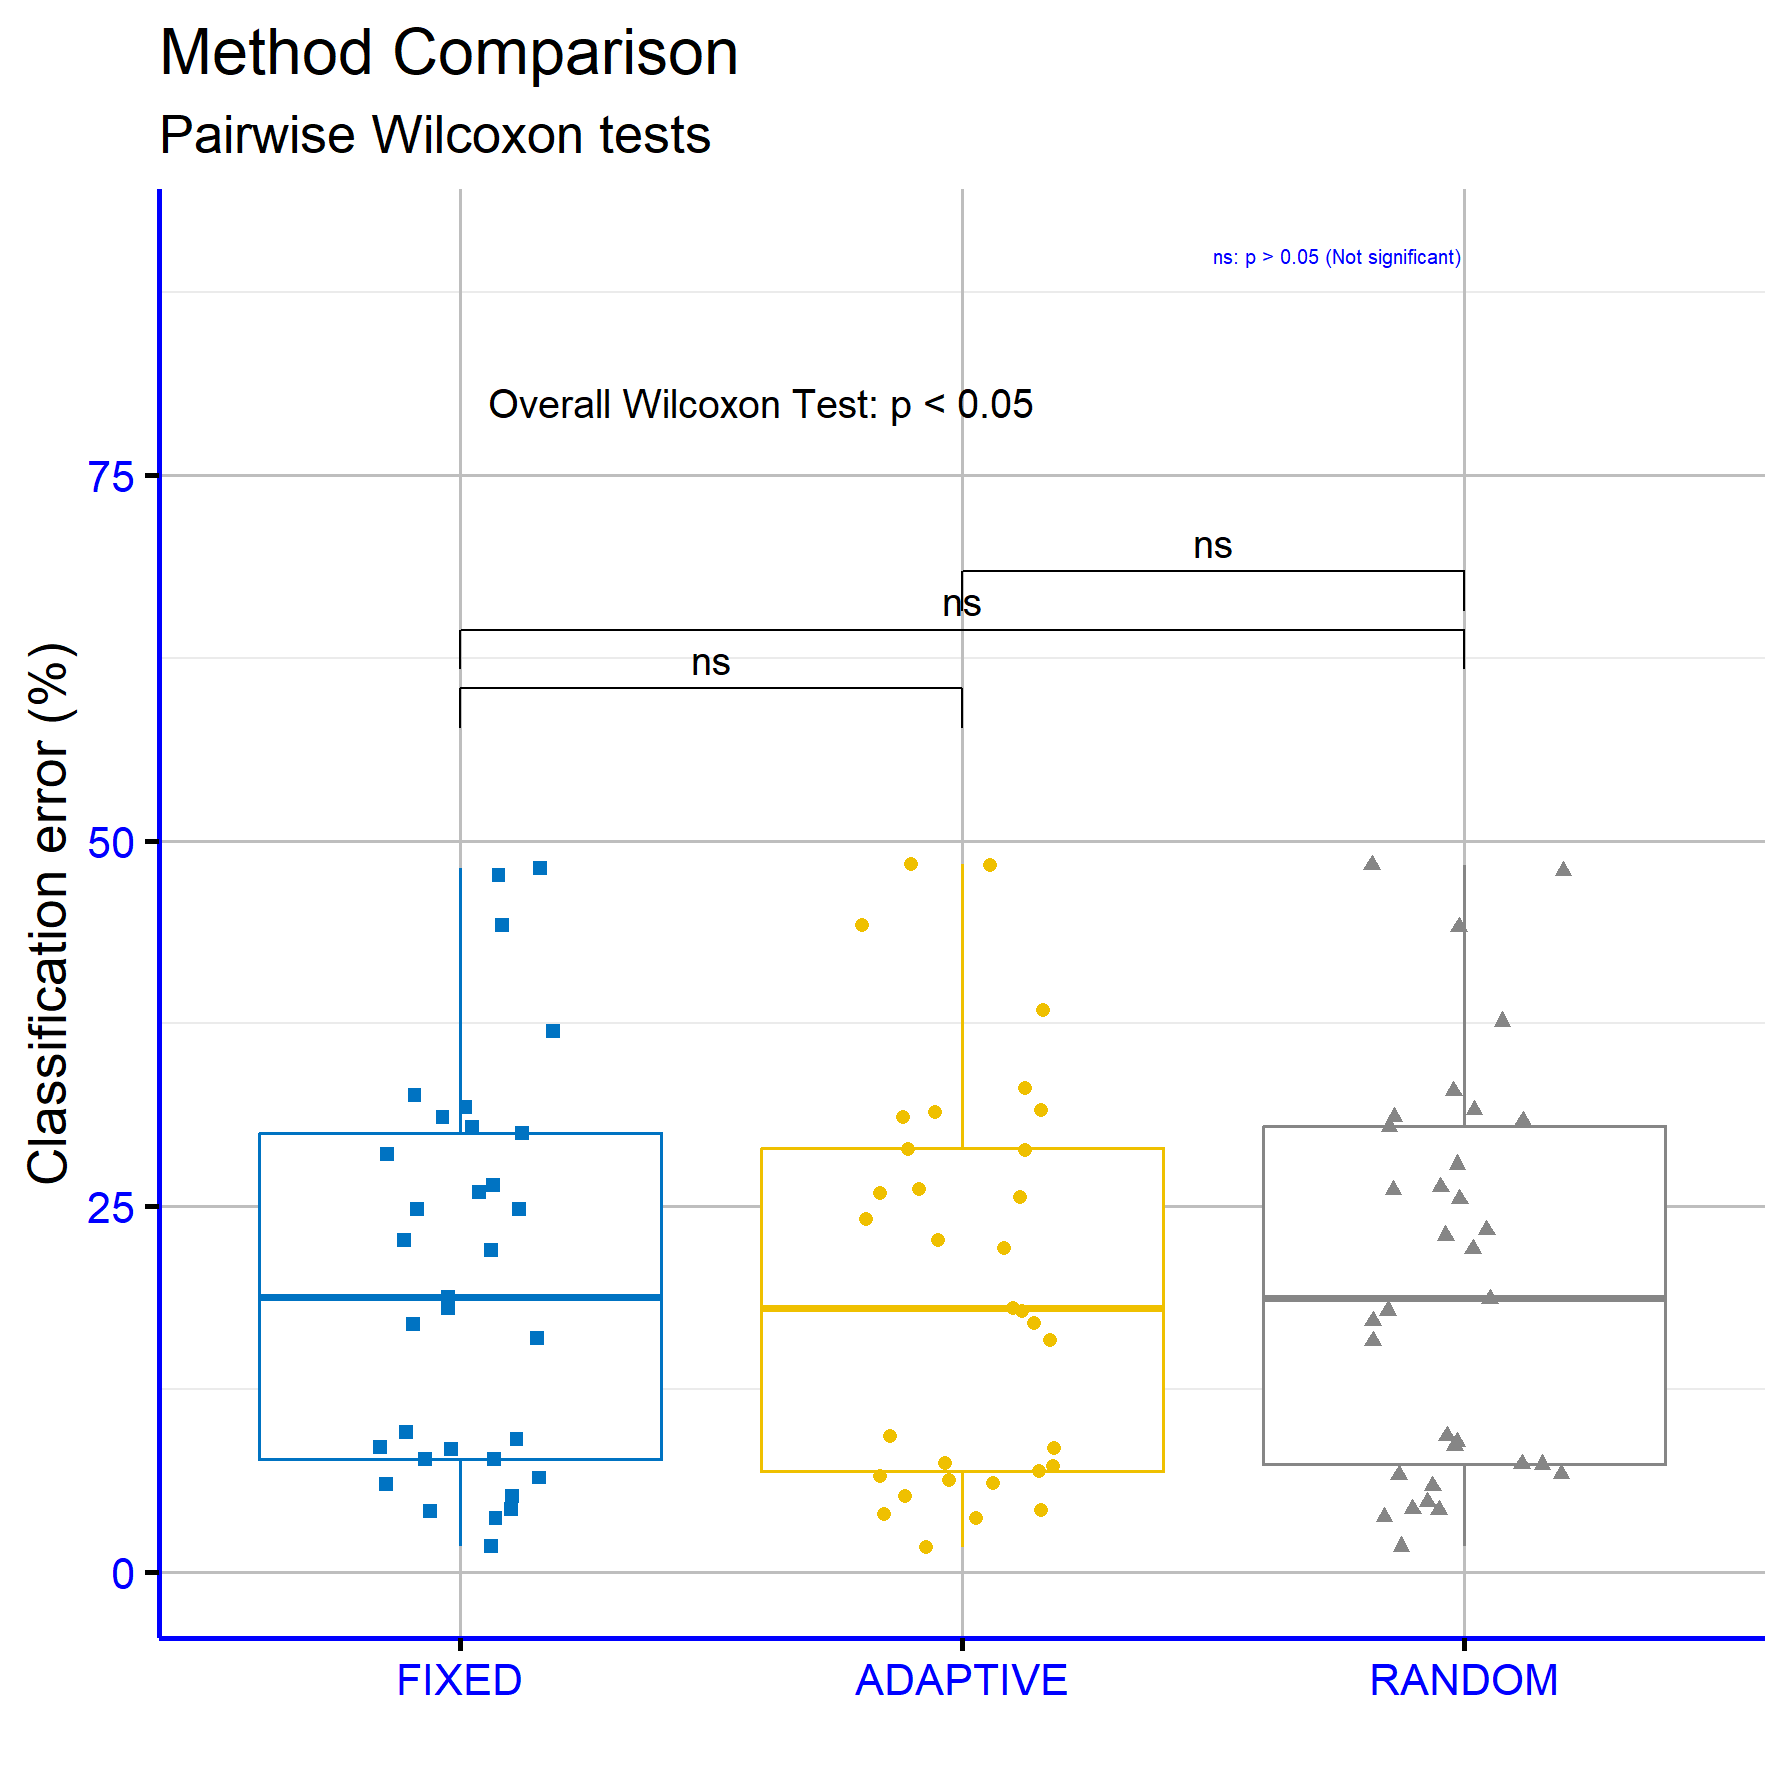 Method Comparison
Pairwise Wilcoxon tests
ns: p > 0.05 (Not significant)
Overall Wilcoxon Test: p < 0.05
75
ns
ns
ns
50
25
0
Classification error (%)
FIXED
ADAPTIVE
RANDOM